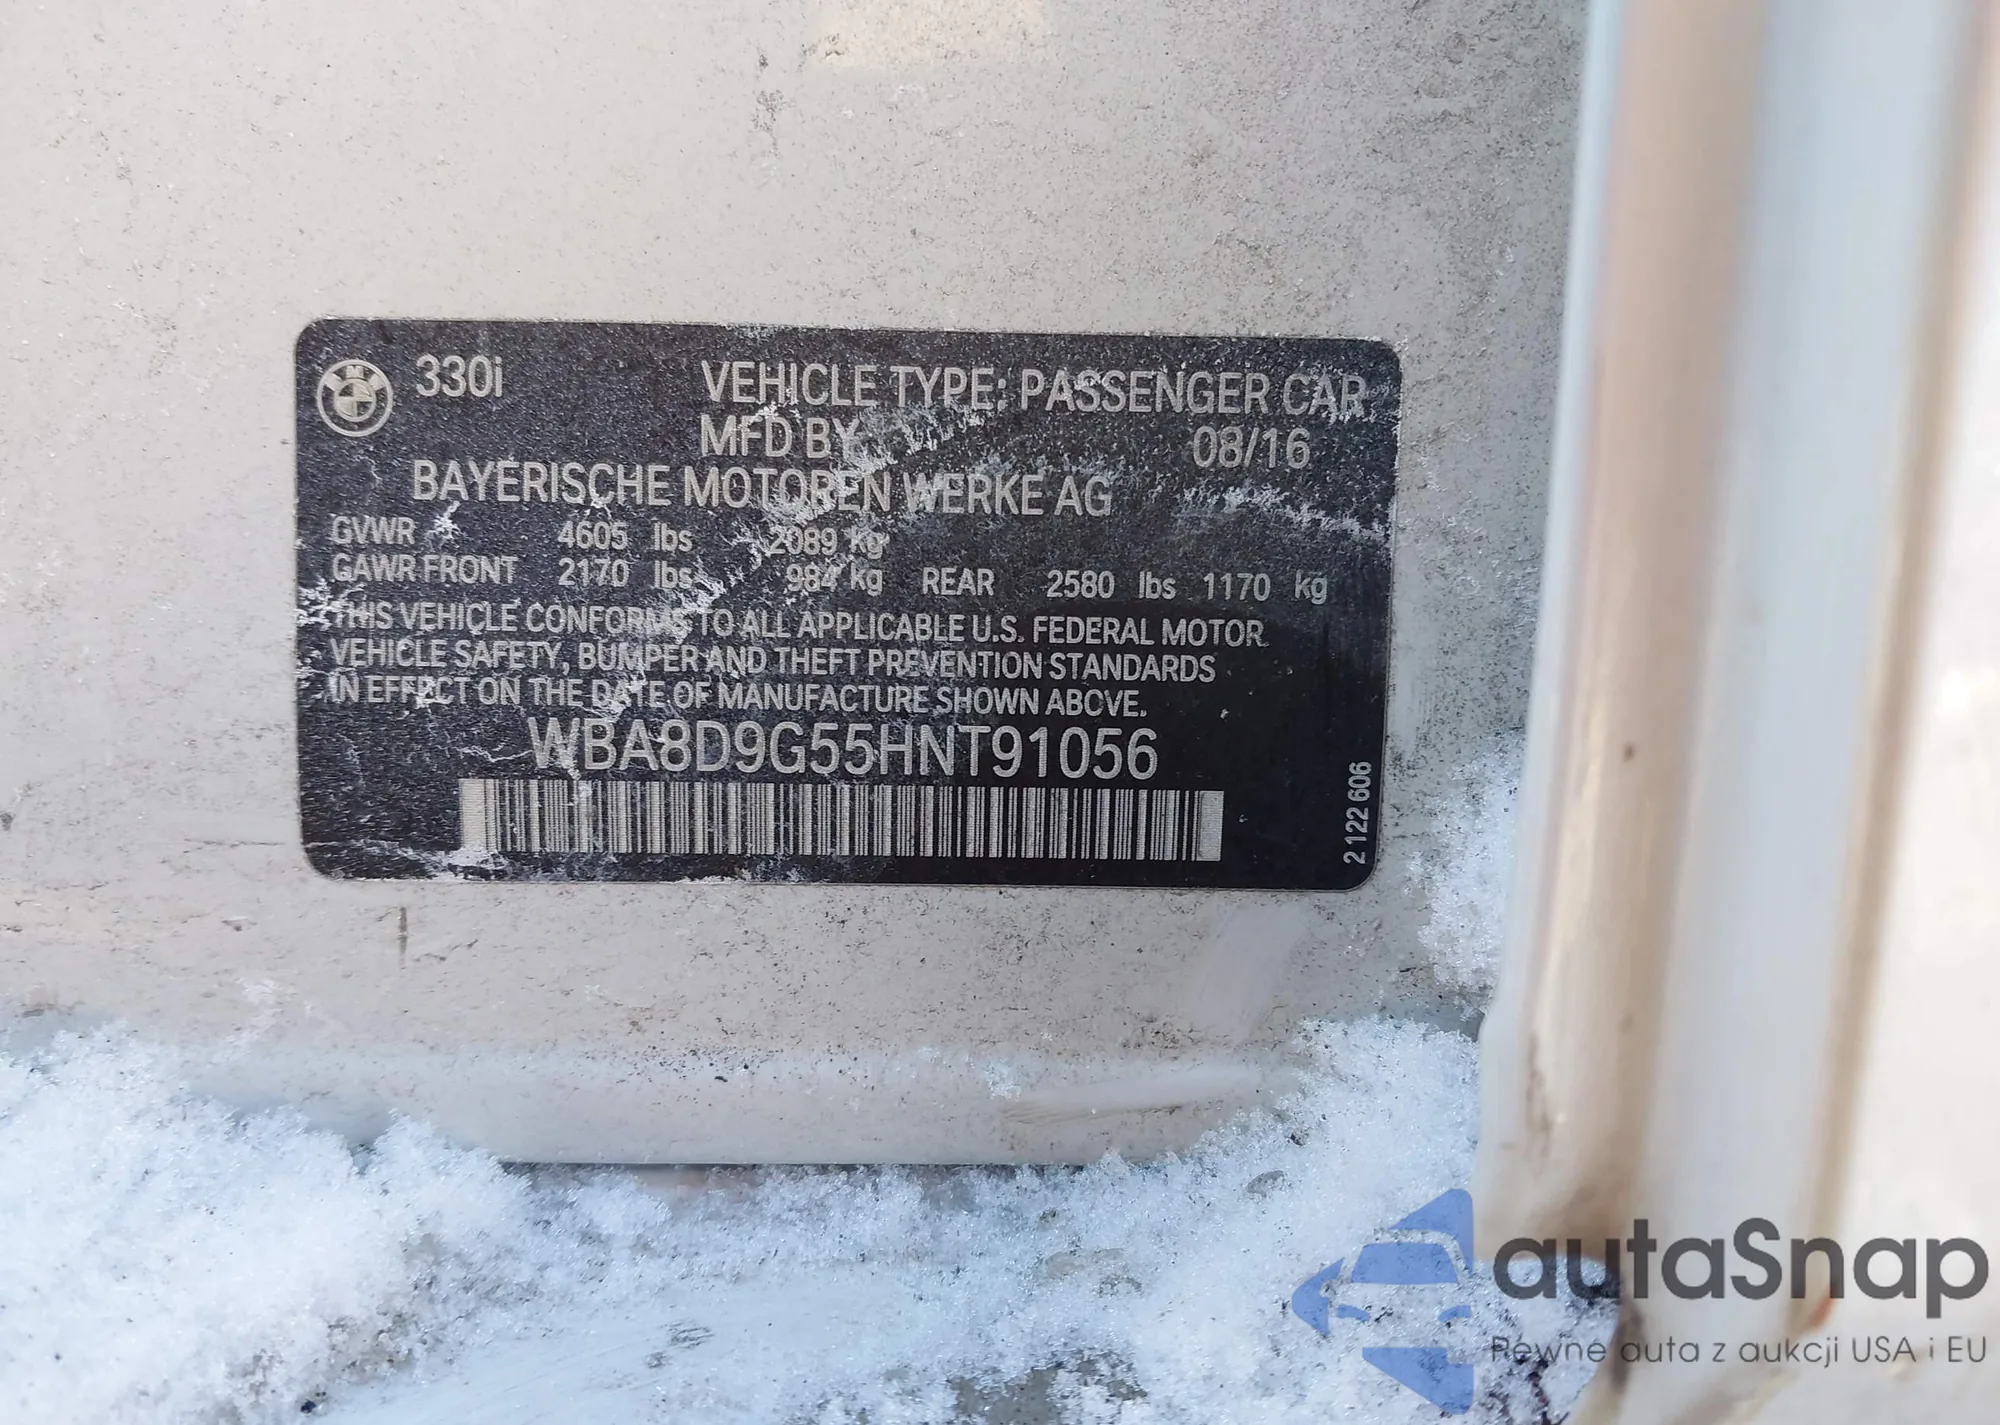 BMW
330i
VEHICLE TYPE: PASSENGER CAR
MFD BY 08/16
BAYERISCHE MOTOREN WERKE AG
GVWR 4605 lbs 2089 kg
GAWR FRONT 2170 lbs 984 kg REAR 2580 lbs 1170 kg
THIS VEHICLE CONFORMS TO ALL APPLICABLE U.S. FEDERAL MOTOR
VEHICLE SAFETY, BUMPER AND THEFT PREVENTION STANDARDS
IN EFFECT ON THE DATE OF MANUFACTURE SHOWN ABOVE.
WBA8D9G55HNT91056
2 122 606
autaSnap
Pewne auta z aukcji USA i EU